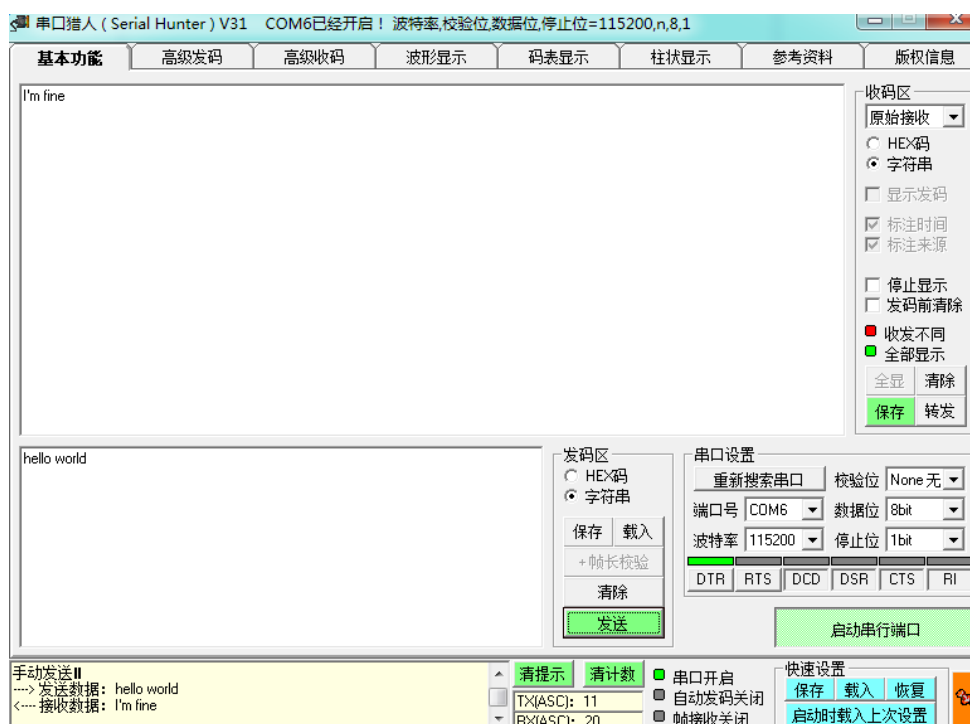 串口猎人 ( Serial Hunter ) V31 COM6已经开启！波特率,校验位,数据位,停止位=115200,n,8,1
基本功能 高级发码 高级收码 波形显示 码表显示 柱状显示 参考资料 版权信息
I'm fine
收码区
原始接收
HEX码
字符串
显示发码
标注时间
标注来源
停止显示
发码前清除
收发不同
全部显示
全显 清除
保存 转发
hello world
发码区
HEX码
字符串
保存 载入
+帧长校验
清除
发送
串口设置
重新搜索串口 校验位 None 无
端口号 COM6 数据位 8bit
波特率 115200 停止位 1bit
DTR RTS DCD DSR CTS RI
启动串行端口
手动发送II
----> 发送数据：hello world
<---- 接收数据：I'm fine
清提示 清计数
TX(ASC)：11
RX(ASC)：20
串口开启
自动发码关闭
帧接收关闭
快速设置
保存 载入 恢复
启动时载入上次设置